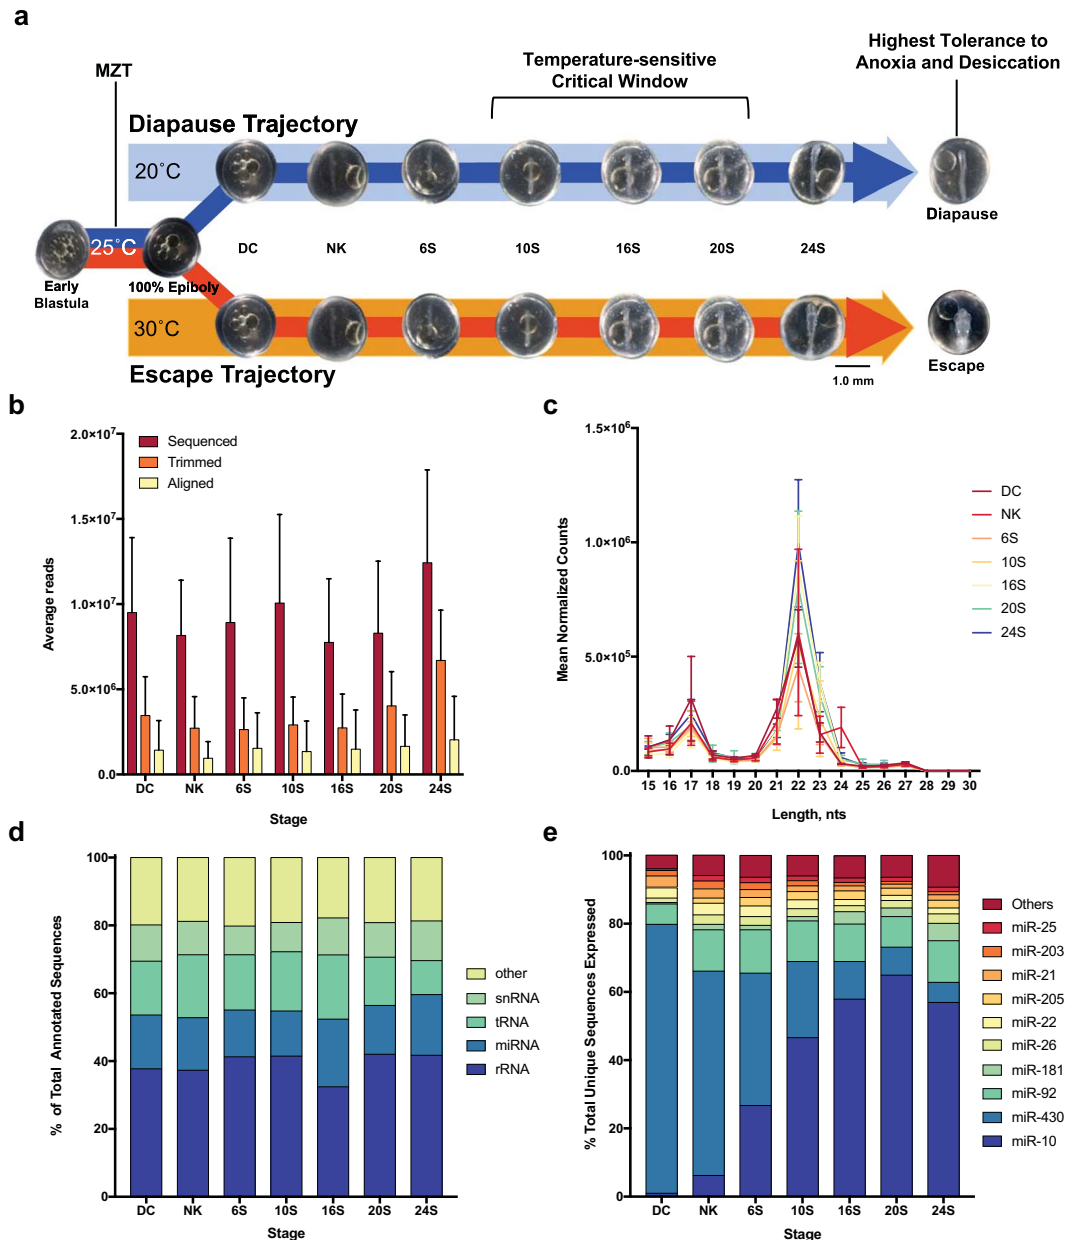 a
Highest Tolerance to
Anoxia and Desiccation
Temperature-sensitive
Critical Window
MZT
Diapause Trajectory
20°C
Diapause
25°C
DC NK 6S 10S 16S 20S 24S
Early
Blastula
100% Epiboly
30°C
Escape Trajectory
1.0 mm
Escape
b
2.0×10⁷
1.5×10⁷
1.0×10⁷
5.0×10⁶
0.0
Average reads
Sequenced
Trimmed
Aligned
DC NK 6S 10S 16S 20S 24S
Stage
c
1.5×10⁶
1.0×10⁶
5.0×10⁵
0.0
Mean Normalized Counts
DC
NK
6S
10S
16S
20S
24S
15 16 17 18 19 20 21 22 23 24 25 26 27 28 29 30
Length, nts
d
100
80
60
40
20
0
% of Total Annotated Sequences
other
snRNA
tRNA
miRNA
rRNA
DC NK 6S 10S 16S 20S 24S
Stage
e
100
80
60
40
20
0
% Total Unique Sequences Expressed
Others
miR-25
miR-203
miR-21
miR-205
miR-22
miR-26
miR-181
miR-92
miR-430
miR-10
DC NK 6S 10S 16S 20S 24S
Stage